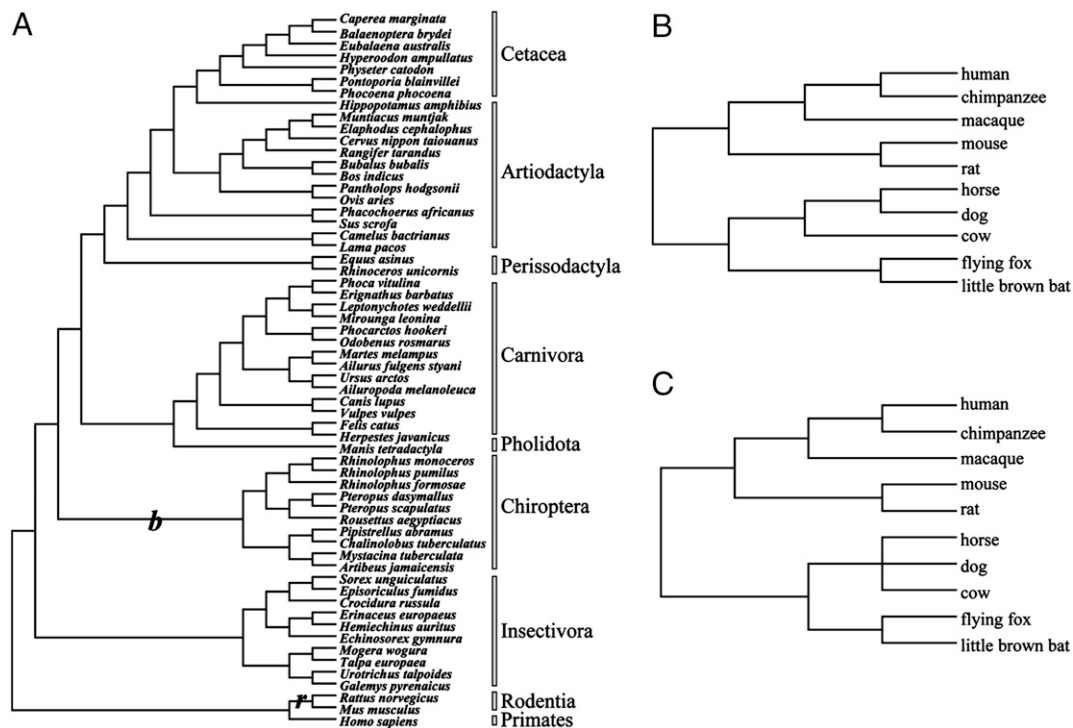 A
Caperea marginata
Balaenoptera brydei
Eubalaena australis
Hyperoodon ampullatus
Physeter catodon
Pontoporia blainvillei
Phocoena phocoena
Cetacea
Hippopotamus amphibius
Muntiacus muntjak
Elaphodus cephalophus
Cervus nippon taiouanus
Rangifer tarandus
Bubalus bubalis
Bos indicus
Pantholops hodgsonii
Ovis aries
Phacochoerus africanus
Sus scrofa
Camelus bactrianus
Lama pacos
Artiodactyla
Equus asinus
Rhinoceros unicornis
Perissodactyla
Phoca vitulina
Erignathus barbatus
Leptonychotes weddellii
Mirounga leonina
Phocarctos hookeri
Odobenus rosmarus
Martes melampus
Ailurus fulgens styani
Ursus arctos
Ailuropoda melanoleuca
Canis lupus
Vulpes vulpes
Felis catus
Herpestes javanicus
Carnivora
Manis tetradactyla
Pholidota
Rhinolophus monoceros
Rhinolophus pumilus
Rhinolophus formosae
Pteropus dasymallus
Pteropus scapulatus
Rousettus aegyptiacus
Pipistrellus abramus
Chalinolobus tuberculatus
Mystacina tuberculata
Artibeus jamaicensis
Chiroptera
b
Sorex unguiculatus
Episoriculus fumidus
Crocidura russula
Erinaceus europaeus
Hemiechinus auritus
Echinosorex gymnura
Mogera wogura
Talpa europaea
Urotrichus talpoides
Galemys pyrenaicus
Insectivora
r
Rattus norvegicus
Mus musculus
Rodentia
Homo sapiens
Primates
B
human
chimpanzee
macaque
mouse
rat
horse
dog
cow
flying fox
little brown bat
C
human
chimpanzee
macaque
mouse
rat
horse
dog
cow
flying fox
little brown bat